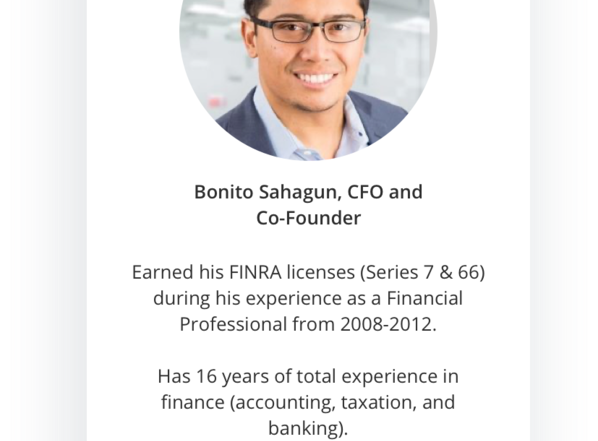 Bonito Sahagun, CFO and
Co-Founder
Earned his FINRA licenses (Series 7 & 66)
during his experience as a Financial
Professional from 2008-2012.
Has 16 years of total experience in
finance (accounting, taxation, and
banking).